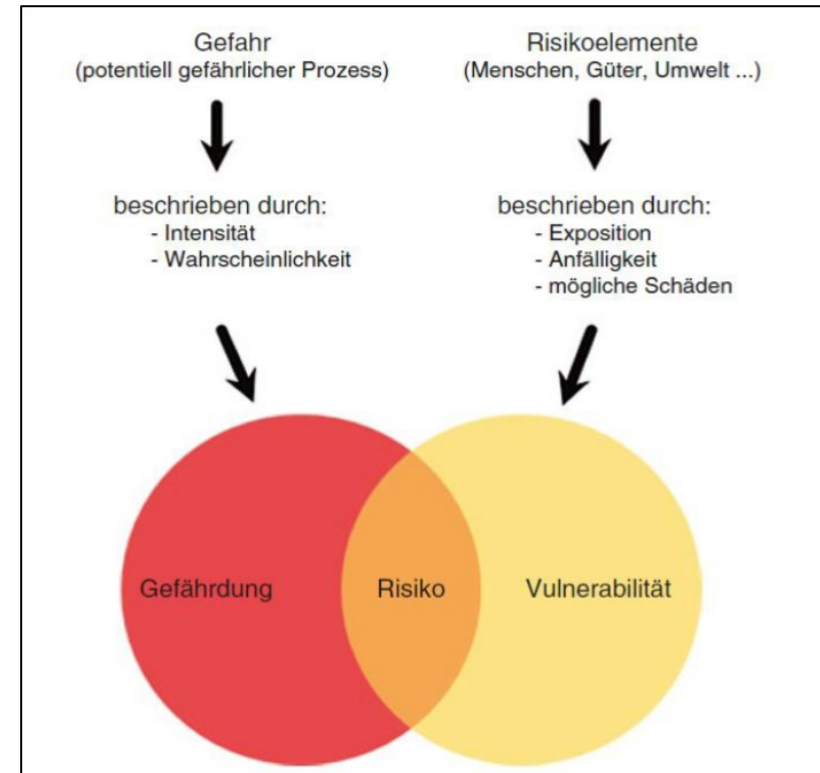 Gefahr
(potentiell gefährlicher Prozess)
beschrieben durch:
- Intensität
- Wahrscheinlichkeit
Risikoelemente
(Menschen, Güter, Umwelt ...)
beschrieben durch:
- Exposition
- Anfälligkeit
- mögliche Schäden
Gefährdung
Risiko
Vulnerabilität